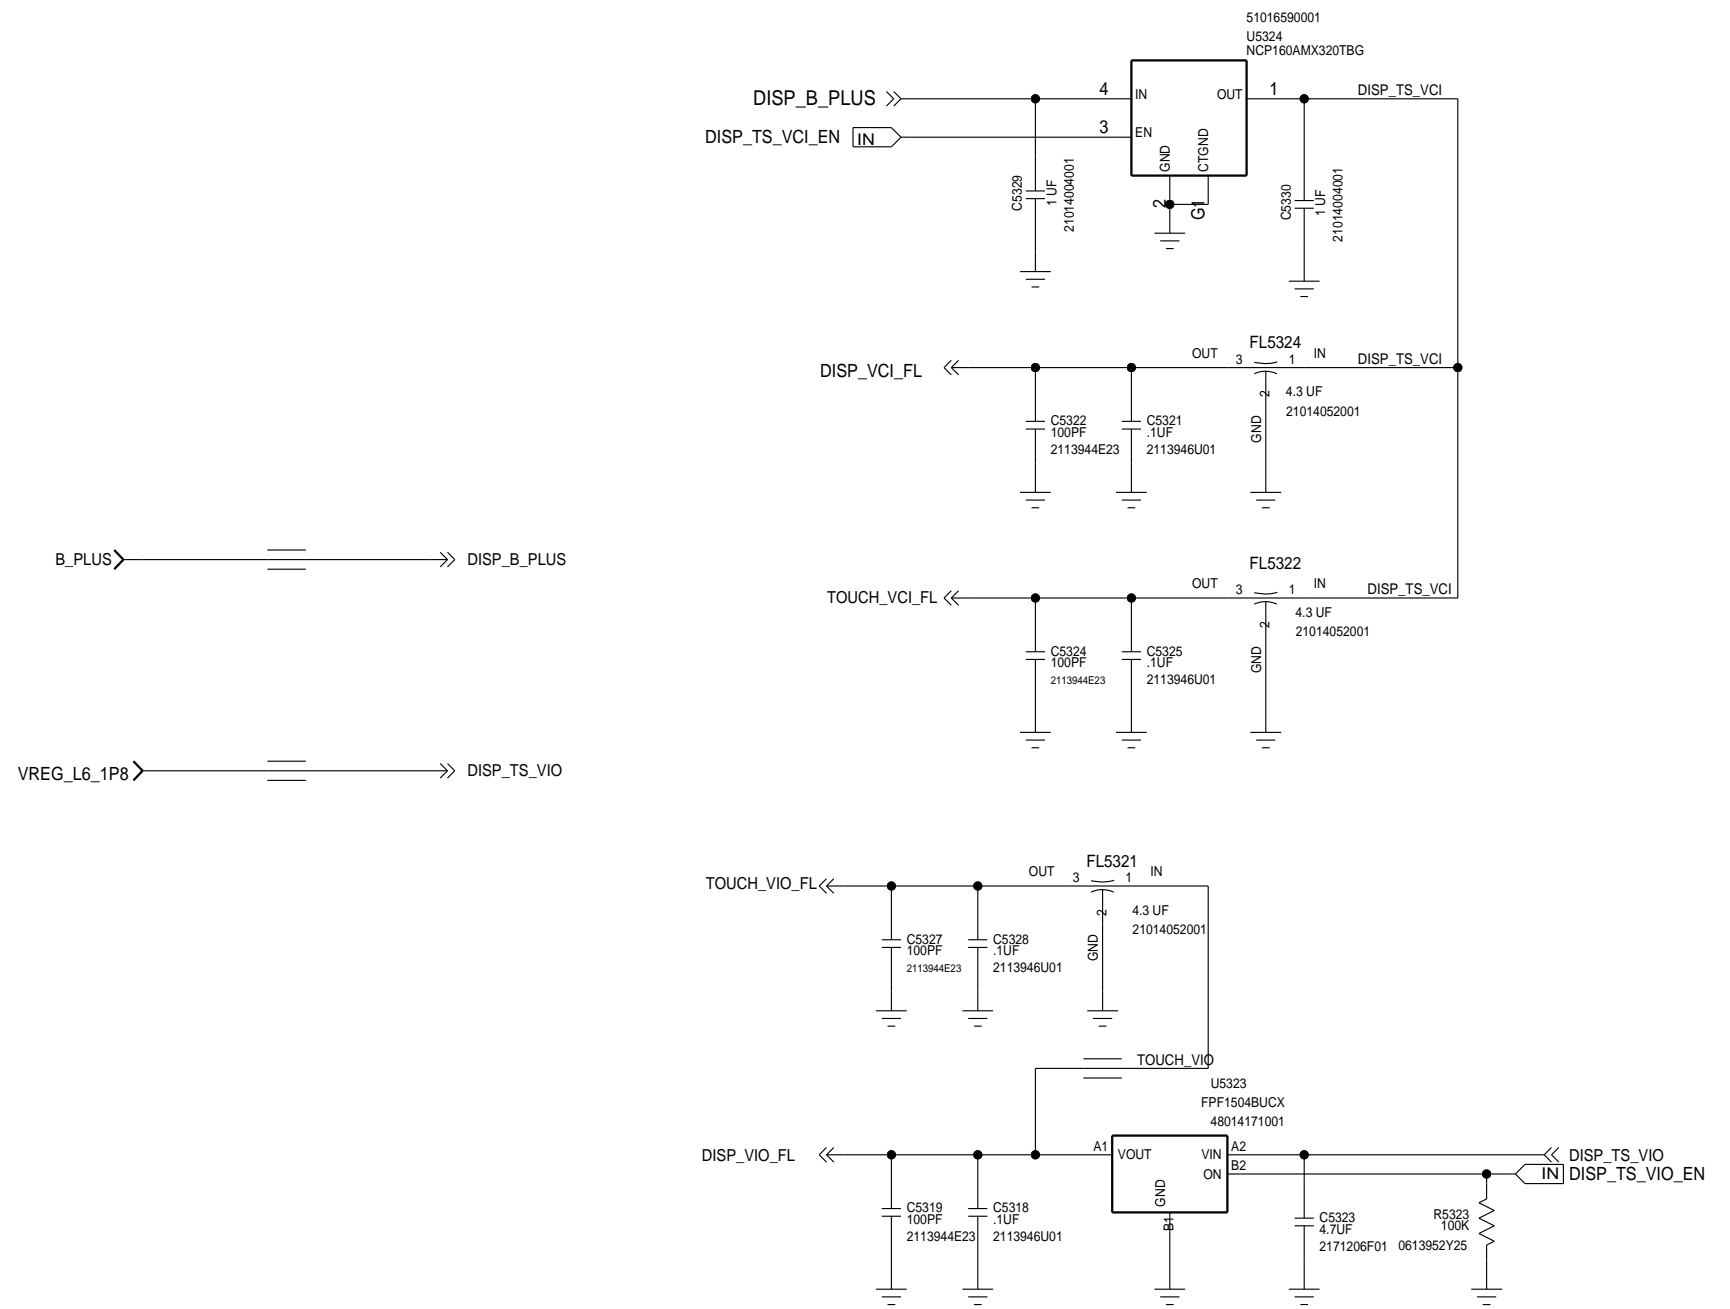 51016590001
U5324
NCP160AMX320TBG
DISP_B_PLUS
4
IN
OUT
1
DISP_TS_VCI
DISP_TS_VCI_EN
IN
3
EN
GND
CTGND
2
G1
C5329
1 UF
21014004001
C5330
1 UF
21014004001
FL5324
DISP_VCI_FL
OUT
3
1
IN
DISP_TS_VCI
2
GND
4.3 UF
21014052001
C5322
100PF
2113944E23
C5321
.1UF
2113946U01
B_PLUS
DISP_B_PLUS
FL5322
TOUCH_VCI_FL
OUT
3
1
IN
DISP_TS_VCI
2
GND
4.3 UF
21014052001
C5324
100PF
2113944E23
C5325
.1UF
2113946U01
VREG_L6_1P8
DISP_TS_VIO
FL5321
TOUCH_VIO_FL
OUT
3
1
IN
2
GND
4.3 UF
21014052001
C5327
100PF
2113944E23
C5328
.1UF
2113946U01
TOUCH_VIO
U5323
FPF1504BUCX
48014171001
DISP_VIO_FL
A1
VOUT
VIN
A2
DISP_TS_VIO
ON
B2
IN
DISP_TS_VIO_EN
GND
B1
C5319
100PF
2113944E23
C5318
.1UF
2113946U01
C5323
4.7UF
2171206F01
R5323
100K
0613952Y25